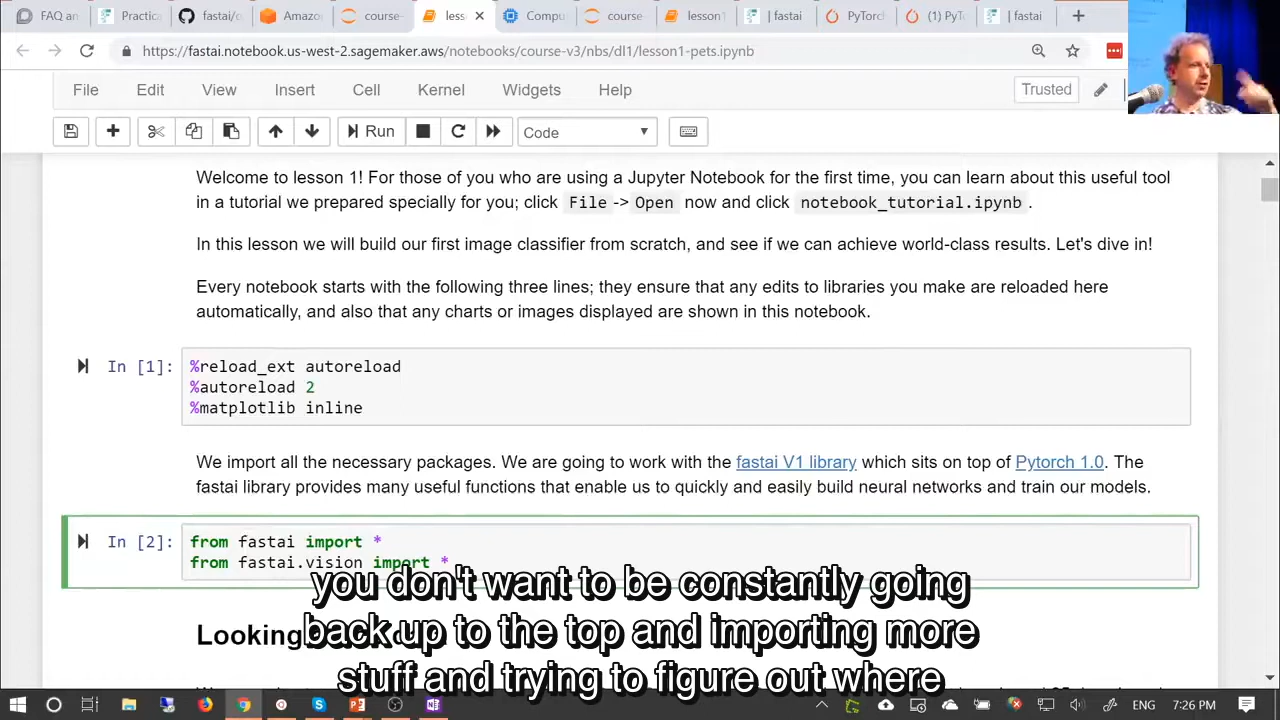 FAQ an
Practica
fastai/c
Amazo
course-
less
Compu
course
lesson1
| fastai
PyTorc
(1) PyTo
| fastai
https://fastai.notebook.us-west-2.sagemaker.aws/notebooks/course-v3/nbs/dl1/lesson1-pets.ipynb
File Edit View Insert Cell Kernel Widgets Help Trusted
Run Code
Welcome to lesson 1! For those of you who are using a Jupyter Notebook for the first time, you can learn about this useful tool
in a tutorial we prepared specially for you; click File -> Open now and click notebook_tutorial.ipynb .
In this lesson we will build our first image classifier from scratch, and see if we can achieve world-class results. Let's dive in!
Every notebook starts with the following three lines; they ensure that any edits to libraries you make are reloaded here
automatically, and also that any charts or images displayed are shown in this notebook.
In [1]: %reload_ext autoreload
%autoreload 2
%matplotlib inline
We import all the necessary packages. We are going to work with the fastai V1 library which sits on top of Pytorch 1.0. The
fastai library provides many useful functions that enable us to quickly and easily build neural networks and train our models.
In [2]: from fastai import *
from fastai.vision import *
you don't want to be constantly going
Looking
back up to the top and importing more
stuff and trying to figure out where
ENG 7:26 PM